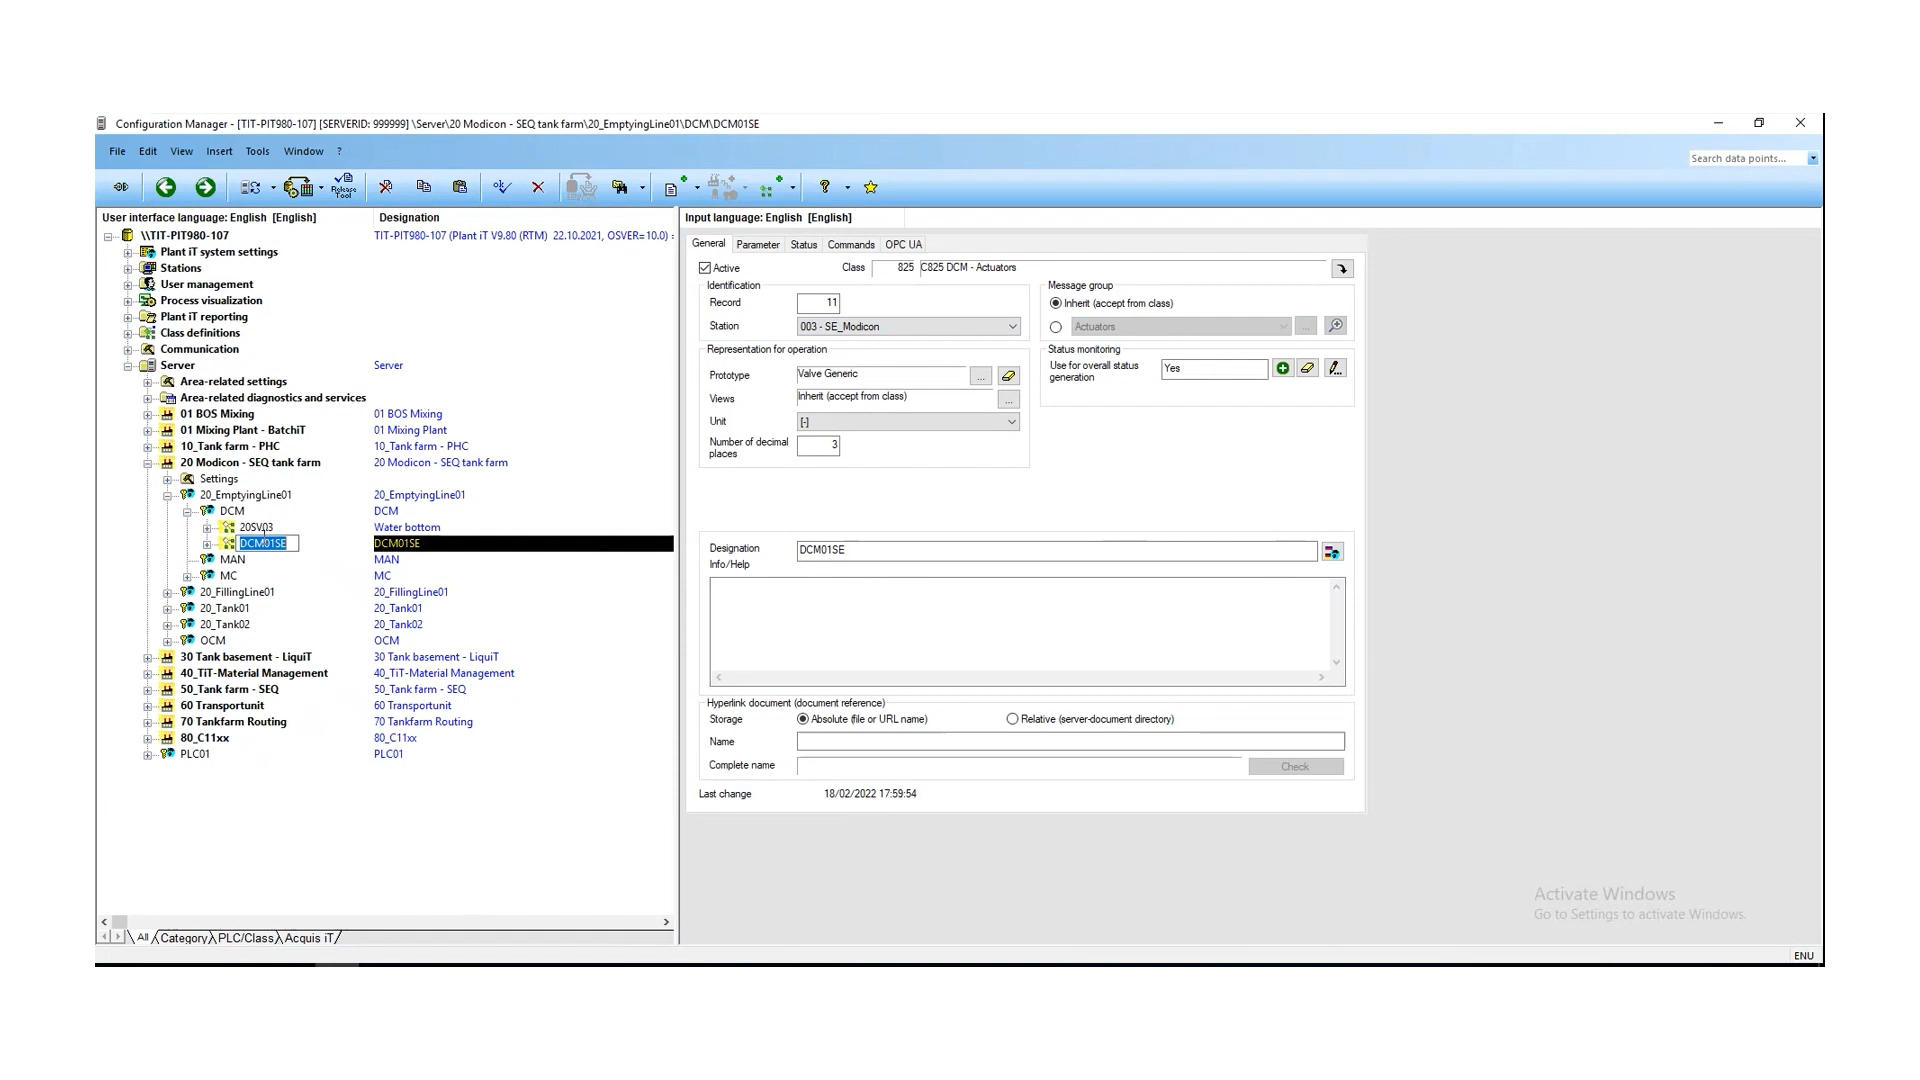 Configuration Manager - [TIT-PIT980-107] [SERVERID: 999999] \Server\20 Modicon - SEQ tank farm\20_EmptyingLine01\DCM\DCM01SE
File Edit View Insert Tools Window ?
Search data points...
Release Tool
User interface language: English [English] Designation
\\TIT-PIT980-107 TIT-PIT980-107 (Plant iT V9.80 (RTM) 22.10.2021, OSVER=10.0) :
Plant iT system settings
Stations
User management
Process visualization
Plant iT reporting
Class definitions
Communication
Server Server
Area-related settings
Area-related diagnostics and services
01 BOS Mixing 01 BOS Mixing
01 Mixing Plant - BatchiT 01 Mixing Plant
10_Tank farm - PHC 10_Tank farm - PHC
20 Modicon - SEQ tank farm 20 Modicon - SEQ tank farm
Settings
20_EmptyingLine01 20_EmptyingLine01
DCM DCM
20SV03 Water bottom
DCM01SE DCM01SE
MAN MAN
MC MC
20_FillingLine01 20_FillingLine01
20_Tank01 20_Tank01
20_Tank02 20_Tank02
OCM OCM
30 Tank basement - LiquiT 30 Tank basement - LiquiT
40_TiT-Material Management 40_TiT-Material Management
50_Tank farm - SEQ 50_Tank farm - SEQ
60 Transportunit 60 Transportunit
70 Tankfarm Routing 70 Tankfarm Routing
80_C11xx 80_C11xx
PLC01 PLC01
All Category PLC/Class Acquis iT
Input language: English [English]
General Parameter Status Commands OPC UA
Active Class 825 C825 DCM - Actuators
Identification
Record 11
Station 003 - SE_Modicon
Message group
Inherit (accept from class)
Actuators ...
Representation for operation
Prototype Valve Generic ...
Views Inherit (accept from class) ...
Unit [-]
Number of decimal places 3
Status monitoring
Use for overall status generation Yes
Designation DCM01SE
Info/Help
Hyperlink document (document reference)
Storage Absolute (file or URL name) Relative (server-document directory)
Name
Complete name Check
Last change 18/02/2022 17:59:54
Activate Windows
Go to Settings to activate Windows.
ENU